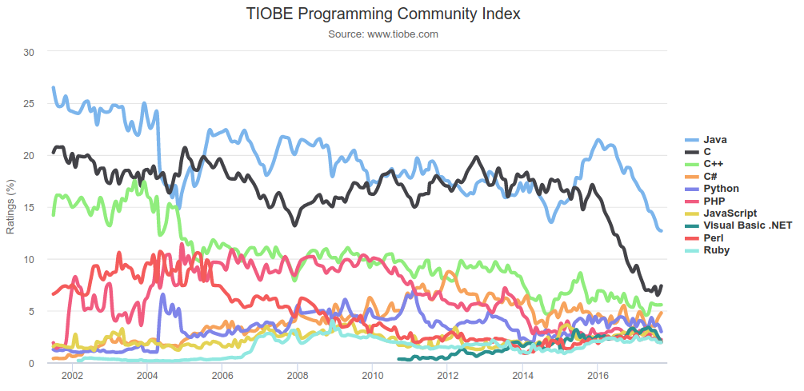 TIOBE Programming Community Index
Source: www.tiobe.com
Ratings (%)
30
25
20
15
10
5
0
2002
2004
2006
2008
2010
2012
2014
2016
Java
C
C++
C#
Python
PHP
JavaScript
Visual Basic .NET
Perl
Ruby